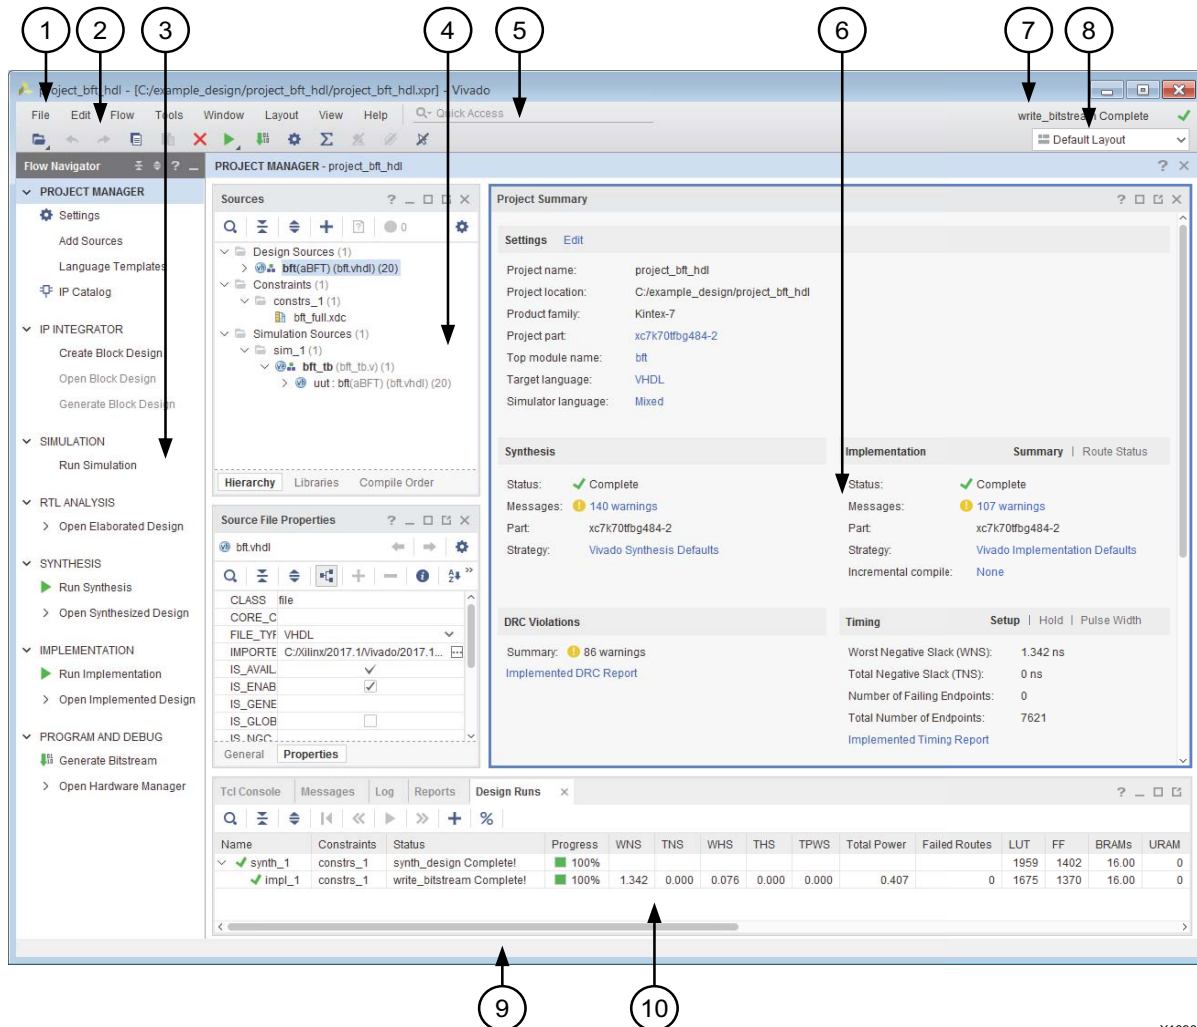 1 2 3 4 5 6 7 8
project_bft_hdl - [C:/example_design/project_bft_hdl/project_bft_hdl.xpr] - Vivado
File Edit Flow Tools Window Layout View Help Quick Access
write_bitstream Complete
Default Layout
Flow Navigator
PROJECT MANAGER - project_bft_hdl
PROJECT MANAGER
Settings
Add Sources
Language Templates
IP Catalog
IP INTEGRATOR
Create Block Design
Open Block Design
Generate Block Design
SIMULATION
Run Simulation
RTL ANALYSIS
Open Elaborated Design
SYNTHESIS
Run Synthesis
Open Synthesized Design
IMPLEMENTATION
Run Implementation
Open Implemented Design
PROGRAM AND DEBUG
Generate Bitstream
Open Hardware Manager
Sources
0
Design Sources (1)
bft(aBFT) (bft.vhdl) (20)
Constraints (1)
constrs_1 (1)
bft_full.xdc
Simulation Sources (1)
sim_1 (1)
bft_tb (bft_tb.v) (1)
uut : bft(aBFT) (bft.vhdl) (20)
Hierarchy Libraries Compile Order
Source File Properties
bft.vhdl
CLASS file
CORE_C
FILE_TYF VHDL
IMPORTE C:/Xilinx/2017.1/Vivado/2017.1...
IS_AVAIL
IS_ENAB
IS_GENE
IS_GLOB
IS_NGC
General Properties
Project Summary
Settings Edit
Project name: project_bft_hdl
Project location: C:/example_design/project_bft_hdl
Product family: Kintex-7
Project part: xc7k70tfbg484-2
Top module name: bft
Target language: VHDL
Simulator language: Mixed
Synthesis
Status: Complete
Messages: 140 warnings
Part: xc7k70tfbg484-2
Strategy: Vivado Synthesis Defaults
Implementation Summary | Route Status
Status: Complete
Messages: 107 warnings
Part: xc7k70tfbg484-2
Strategy: Vivado Implementation Defaults
Incremental compile: None
DRC Violations
Summary: 86 warnings
Implemented DRC Report
Timing Setup | Hold | Pulse Width
Worst Negative Slack (WNS): 1.342 ns
Total Negative Slack (TNS): 0 ns
Number of Failing Endpoints: 0
Total Number of Endpoints: 7621
Implemented Timing Report
Tcl Console Messages Log Reports Design Runs
Name Constraints Status Progress WNS TNS WHS THS TPWS Total Power Failed Routes LUT FF BRAMs URAM
synth_1 constrs_1 synth_design Complete! 100% 1959 1402 16.00 0
impl_1 constrs_1 write_bitstream Complete! 100% 1.342 0.000 0.076 0.000 0.000 0.407 0 1675 1370 16.00 0
9 10